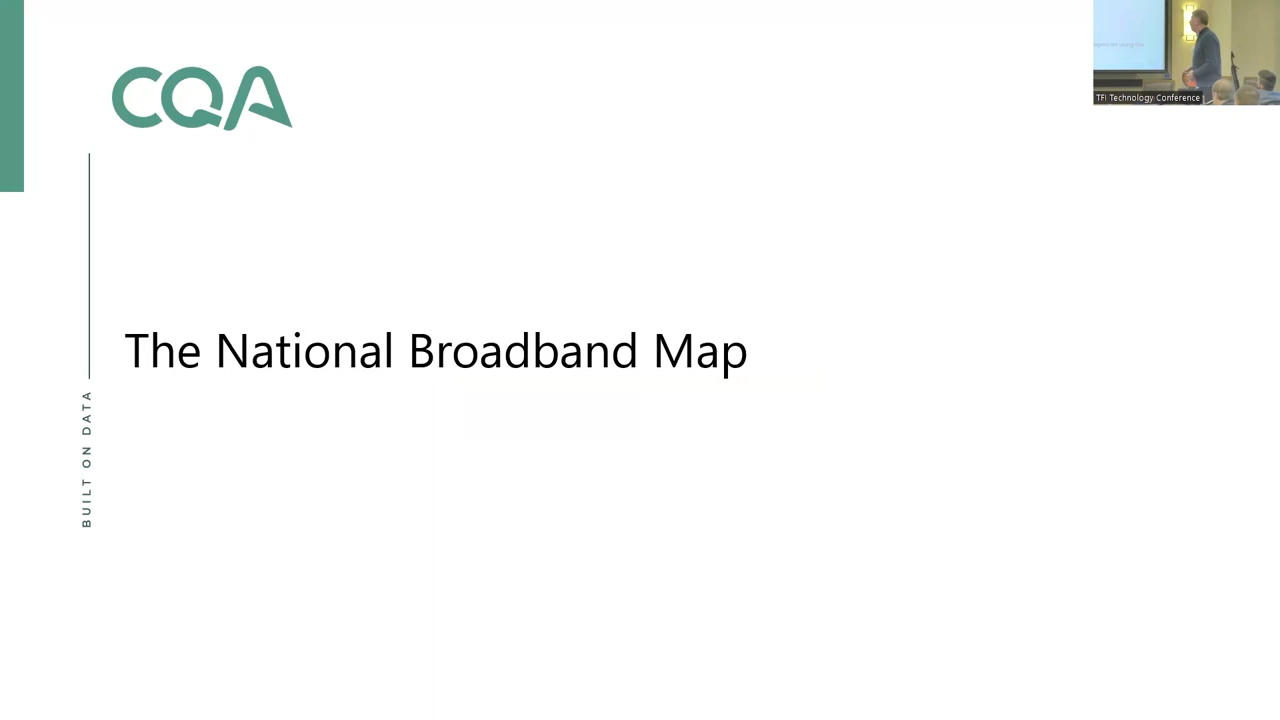 CQA
TFI Technology Conference
The National Broadband Map
BUILT ON DATA